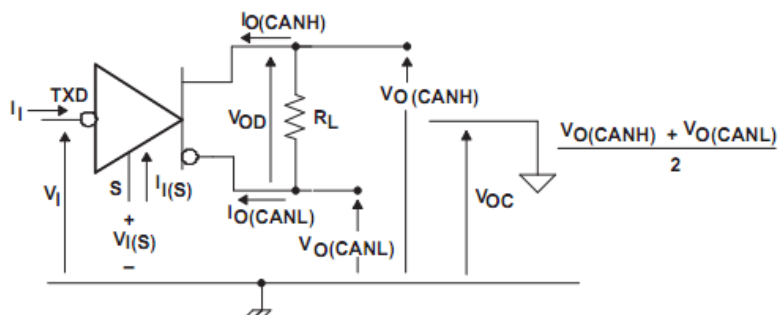 IO(CANH)
II
TXD
VOD
RL
VO(CANH)
VO(CANH) + VO(CANL)
2
VI
S
II(S)
+
VI(S)
–
IO(CANL)
VO(CANL)
VOC